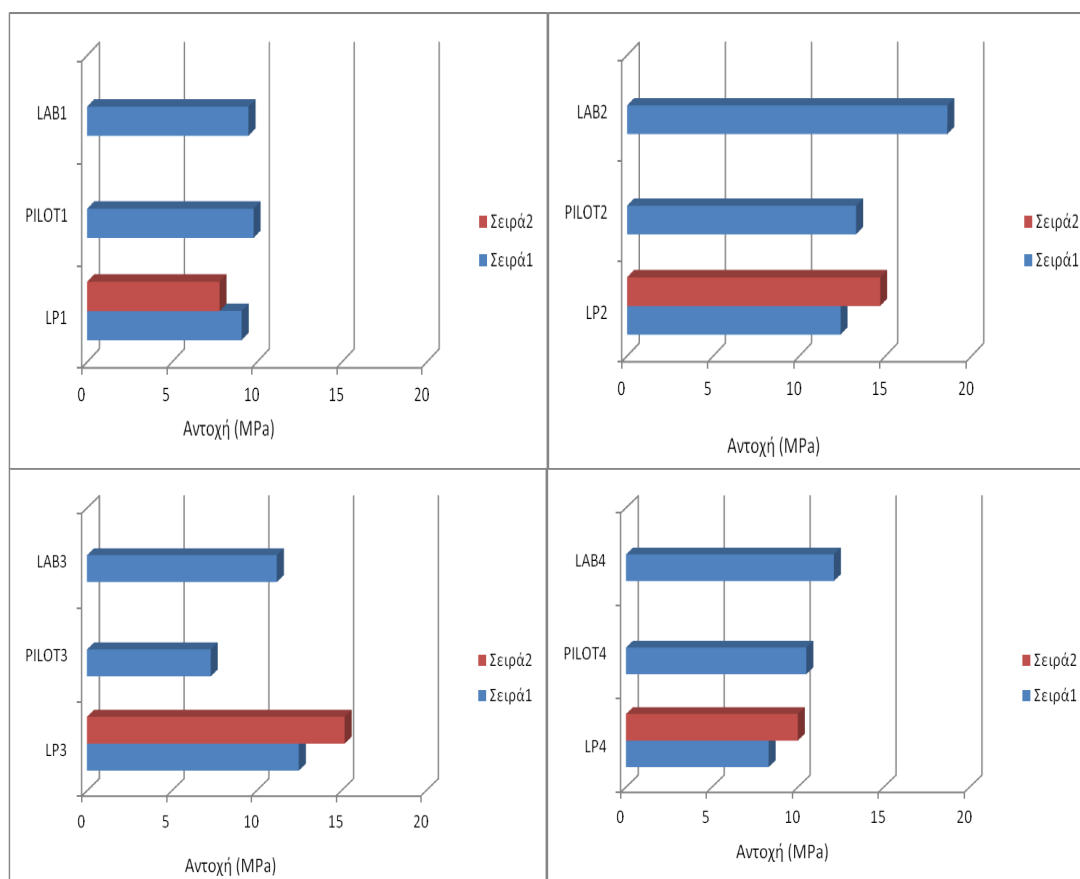 LAB1
PILOT1
LP1
0 5 10 15 20
Αντοχή (MPa)
Σειρά2
Σειρά1
LAB2
PILOT2
LP2
0 5 10 15 20
Αντοχή (MPa)
Σειρά2
Σειρά1
LAB3
PILOT3
LP3
0 5 10 15 20
Αντοχή (MPa)
Σειρά2
Σειρά1
LAB4
PILOT4
LP4
0 5 10 15 20
Αντοχή (MPa)
Σειρά2
Σειρά1